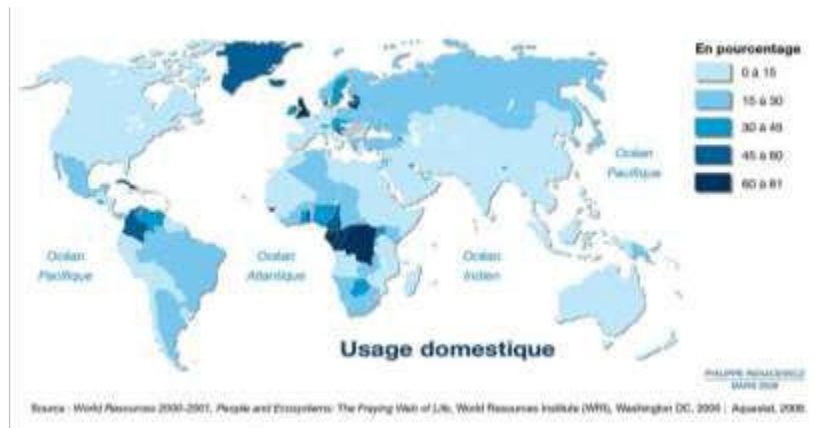 En pourcentage
0 à 15
15 à 30
30 à 45
45 à 60
60 à 81
Océan
Pacifique
Océan
Pacifique
Océan
Atlantique
Océan
Indien
Usage domestique
PHILIPPE REKACEWICZ
MARS 2008
Source : World Resources 2000-2001, People and Ecosystems: The Fraying Web of Life, World Resources Institute (WRI), Washington DC, 2000 ; Aquastat, 2008.